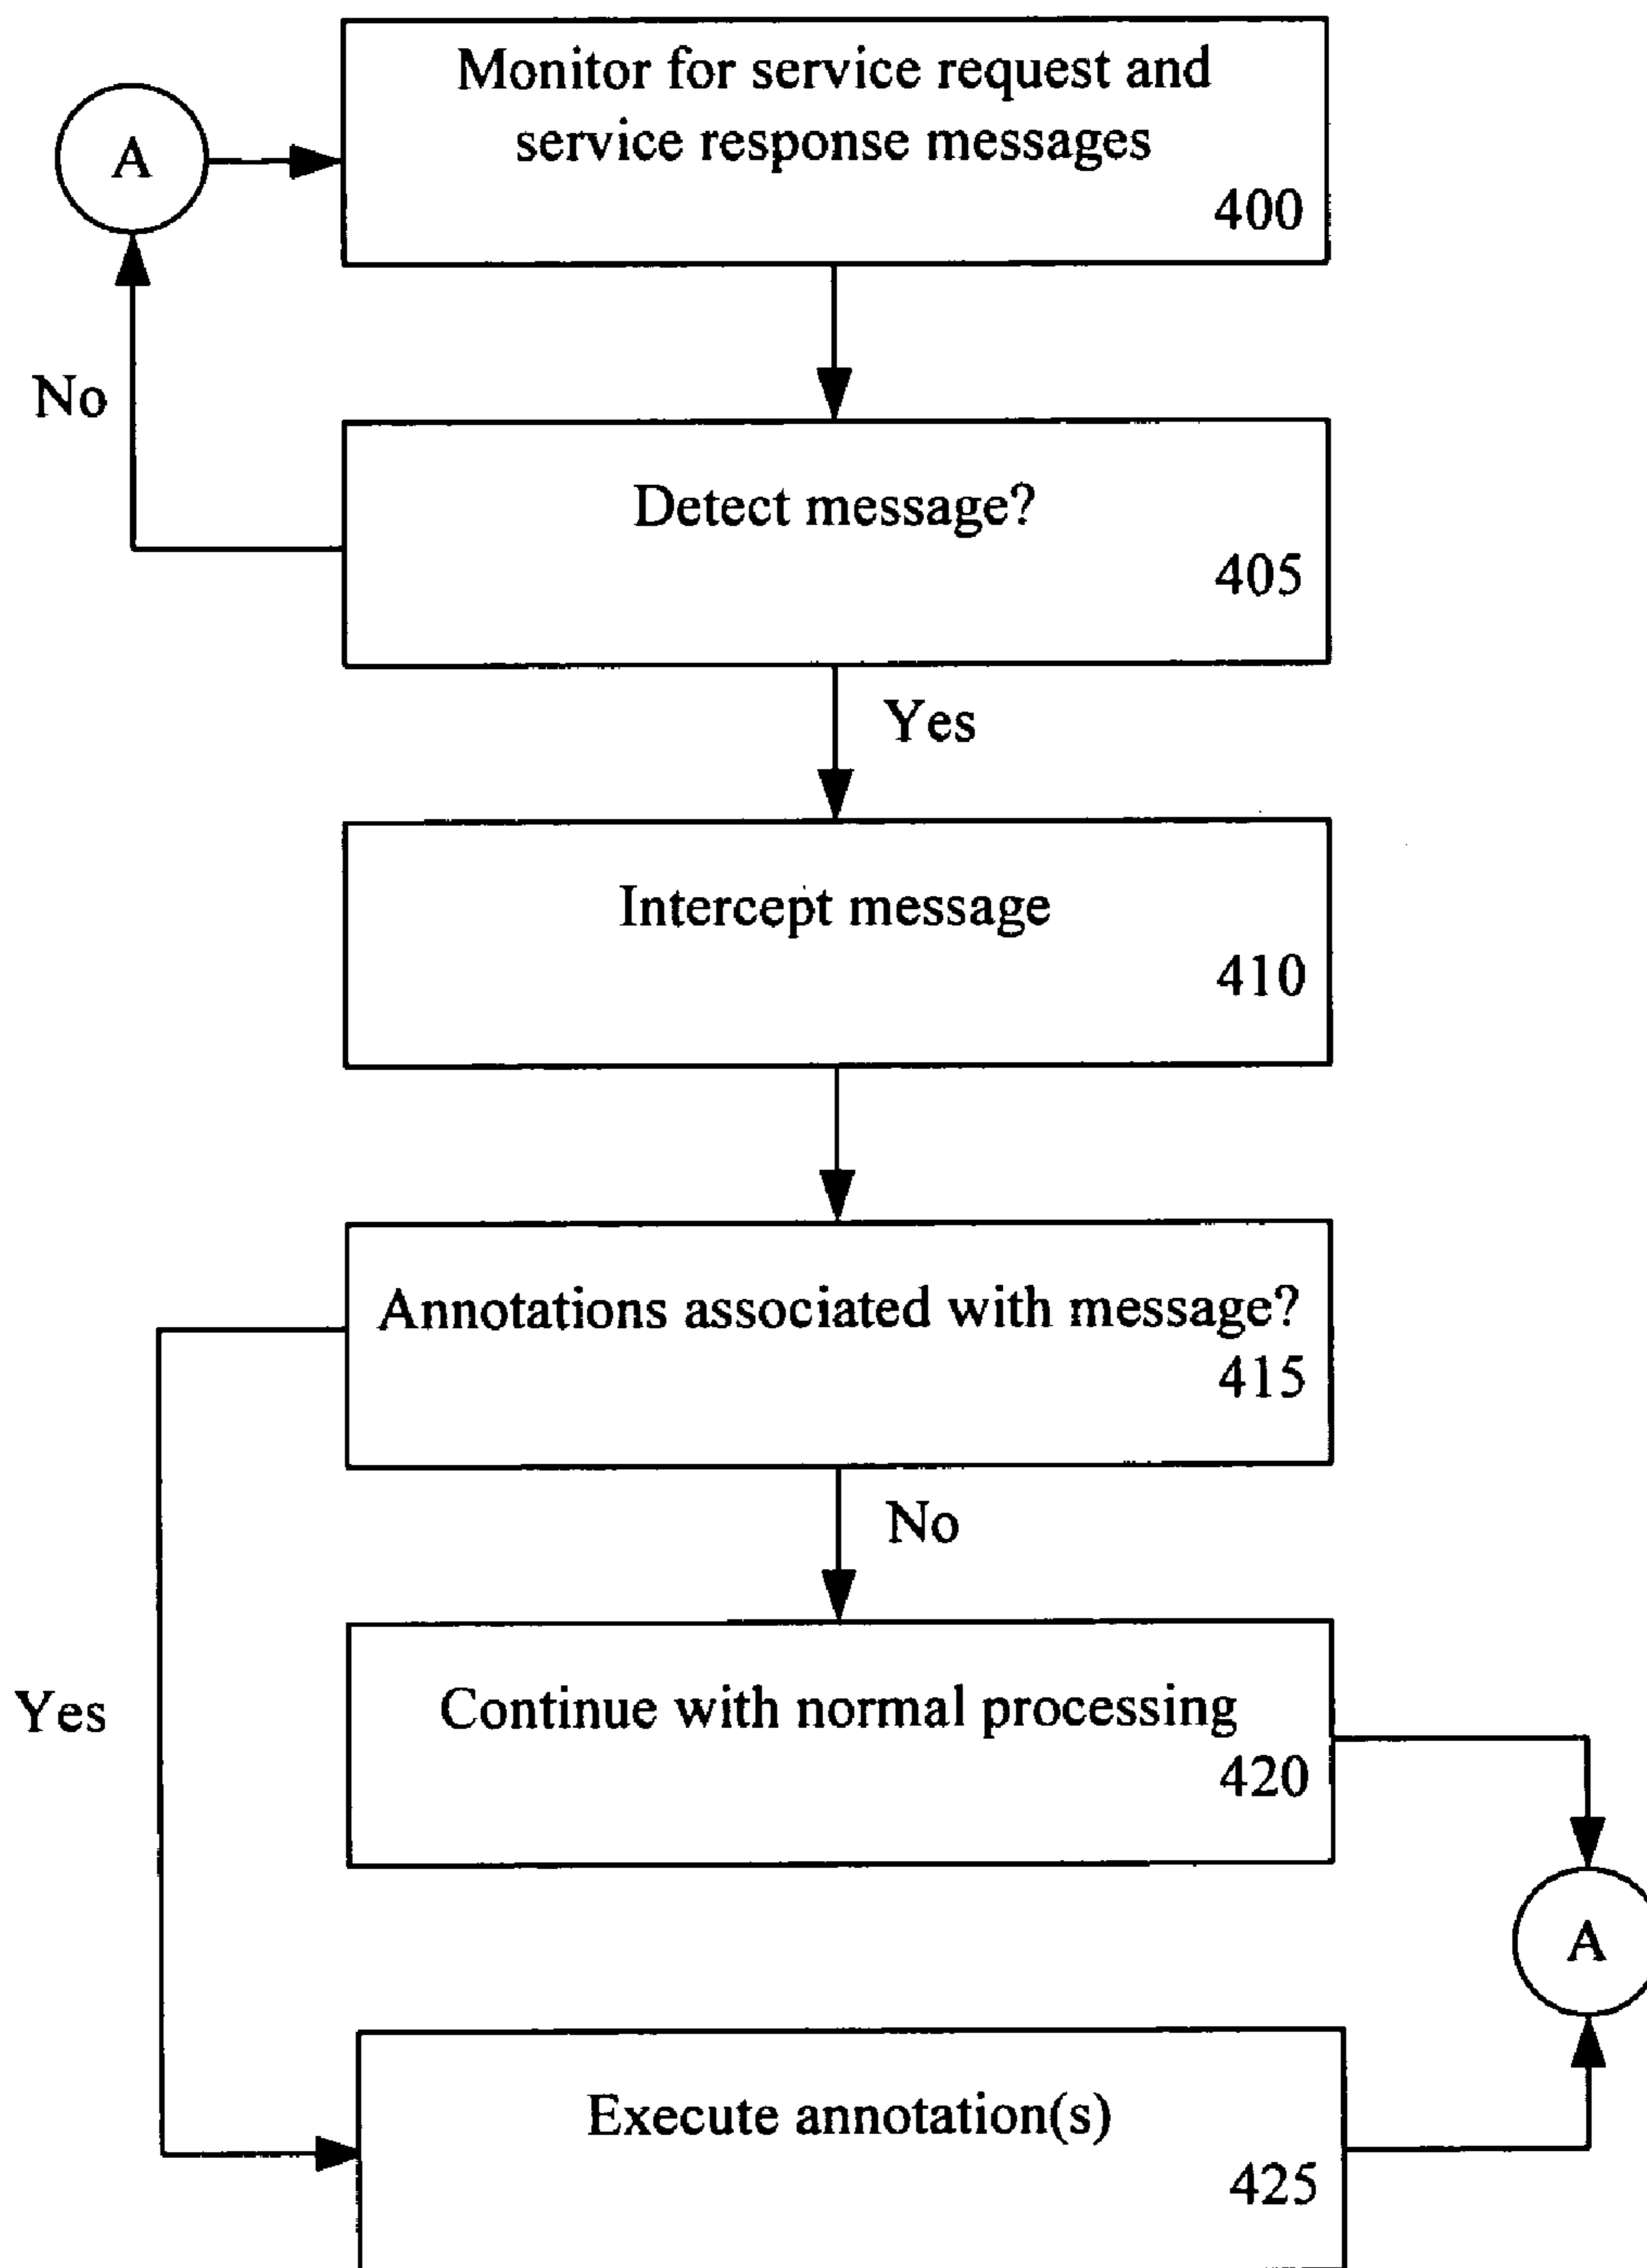 Monitor for service request and
service response messages
400
A
No
Detect message?
405
Yes
Intercept message
410
Annotations associated with message?
415
No
Yes
Continue with normal processing
420
A
Execute annotation(s)
425